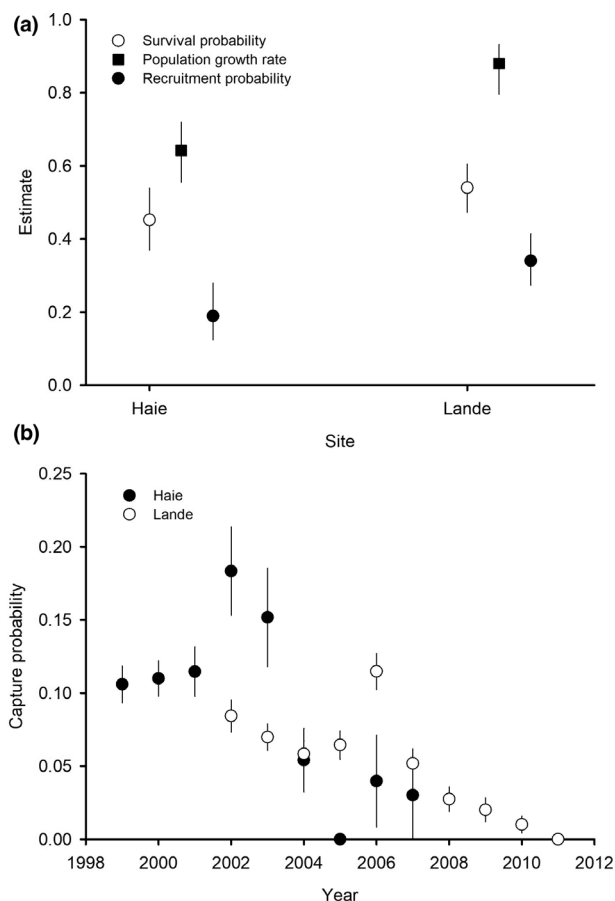 (a)
1.0
0.8
0.6
0.4
0.2
0.0
Estimate
Survival probability
Population growth rate
Recruitment probability
Haie
Lande
Site
(b)
0.25
0.20
0.15
0.10
0.05
0.00
Capture probability
Haie
Lande
1998
2000
2002
2004
2006
2008
2010
2012
Year